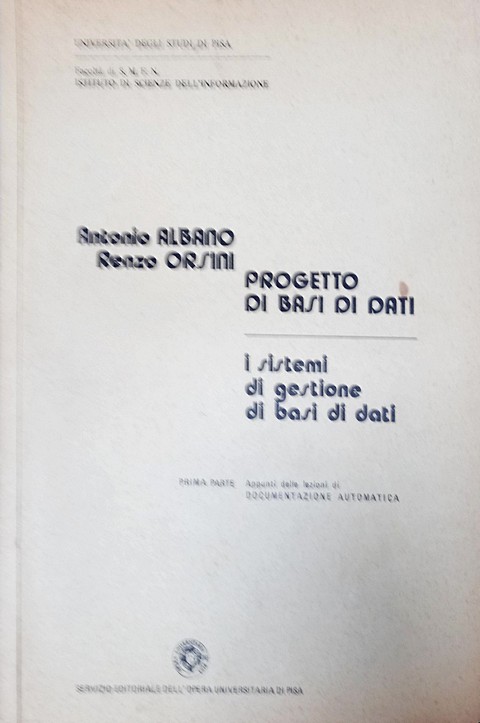 UNIVERSITA' DEGLI STUDI DI PISA
Facoltà di S. M. F. N.
ISTITUTO DI SCIENZE DELL'INFORMAZIONE
Antonio ALBANO
Renzo ORSINI
PROGETTO
DI BASI DI DATI
i sistemi
di gestione
di basi di dati
PRIMA PARTE Appunti delle lezioni di
DOCUMENTAZIONE AUTOMATICA
SERVIZIO EDITORIALE DELL'OPERA UNIVERSITARIA DI PISA